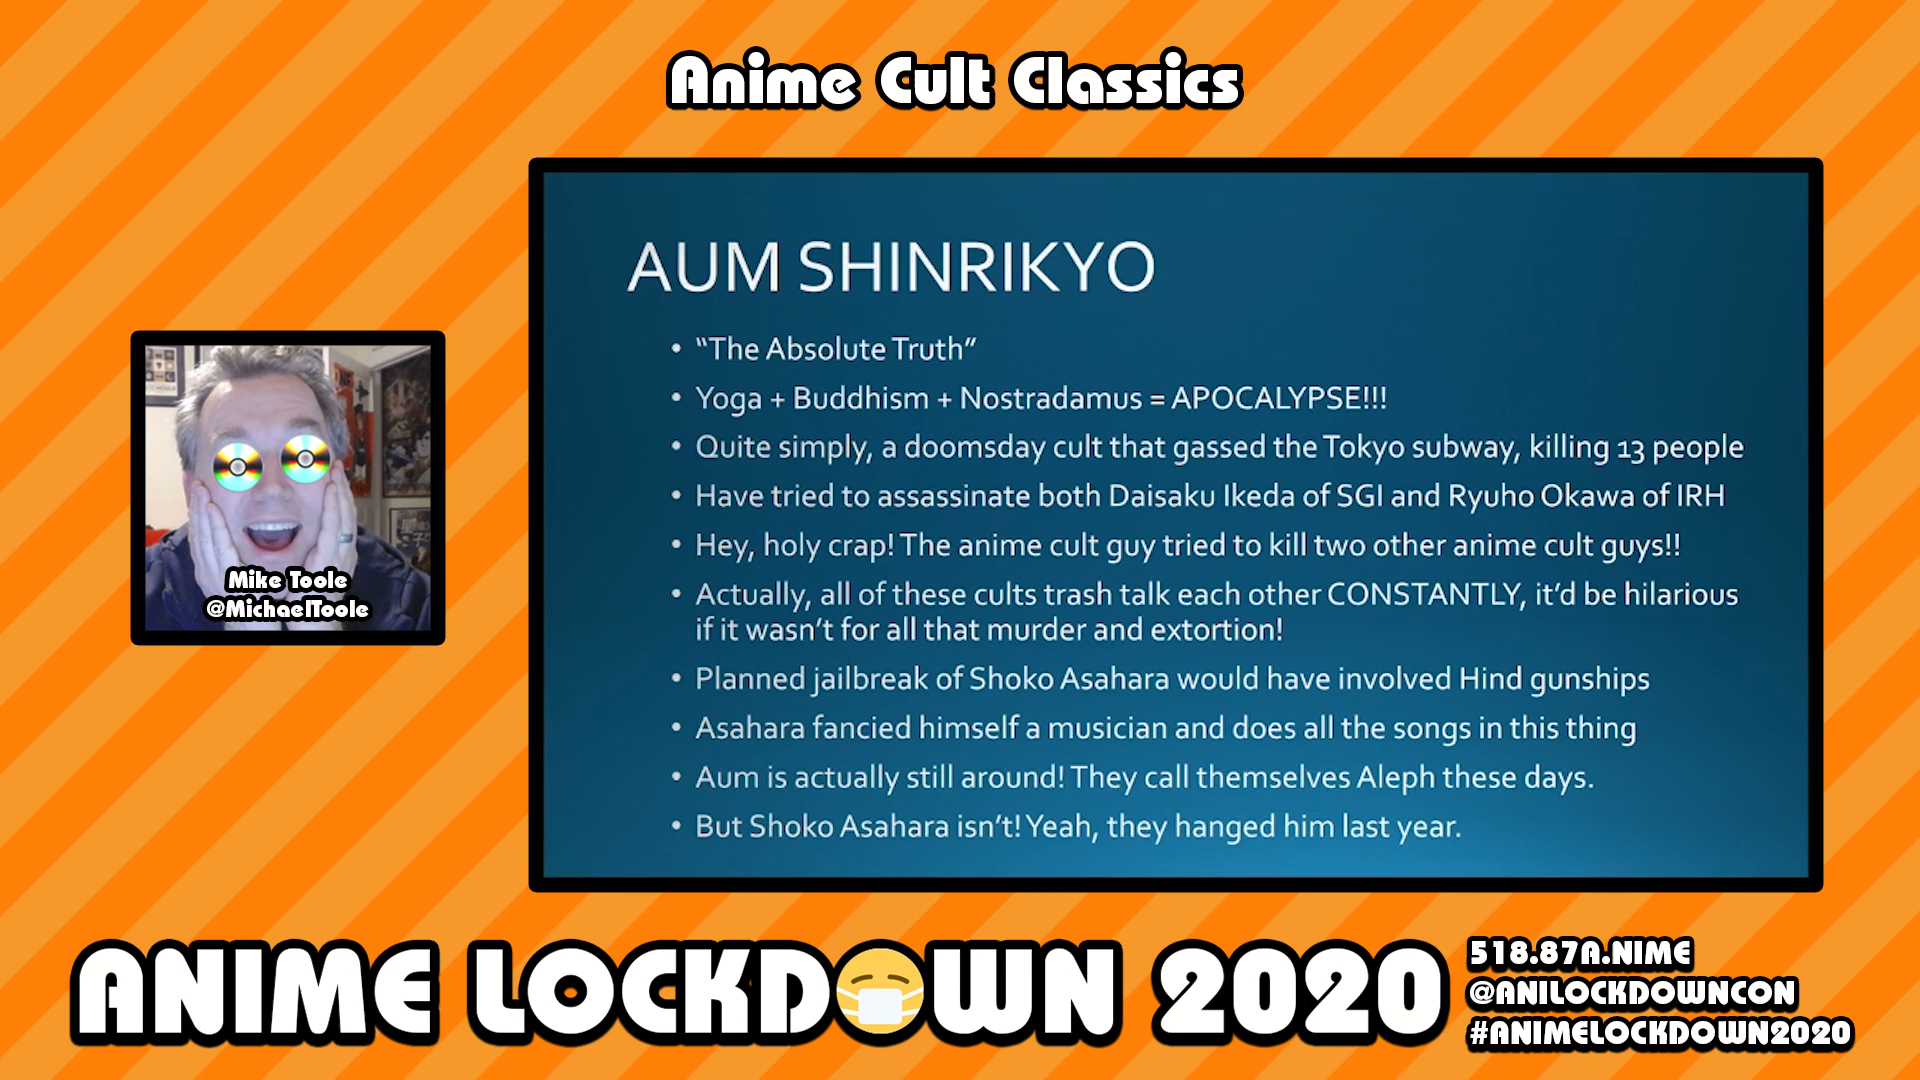 Anime Cult Classics
AUM SHINRIKYO
• “The Absolute Truth”
• Yoga + Buddhism + Nostradamus = APOCALYPSE!!!
• Quite simply, a doomsday cult that gassed the Tokyo subway, killing 13 people
• Have tried to assassinate both Daisaku Ikeda of SGI and Ryuho Okawa of IRH
• Hey, holy crap! The anime cult guy tried to kill two other anime cult guys!!
• Actually, all of these cults trash talk each other CONSTANTLY, it’d be hilarious
if it wasn’t for all that murder and extortion!
• Planned jailbreak of Shoko Asahara would have involved Hind gunships
• Asahara fancied himself a musician and does all the songs in this thing
• Aum is actually still around! They call themselves Aleph these days.
• But Shoko Asahara isn’t! Yeah, they hanged him last year.
Mike Toole
@MichaelToole
ANIME LOCKDOWN 2020
518.87A.NIME
@ANILOCKDOWNCON
#ANIMELOCKDOWN2020